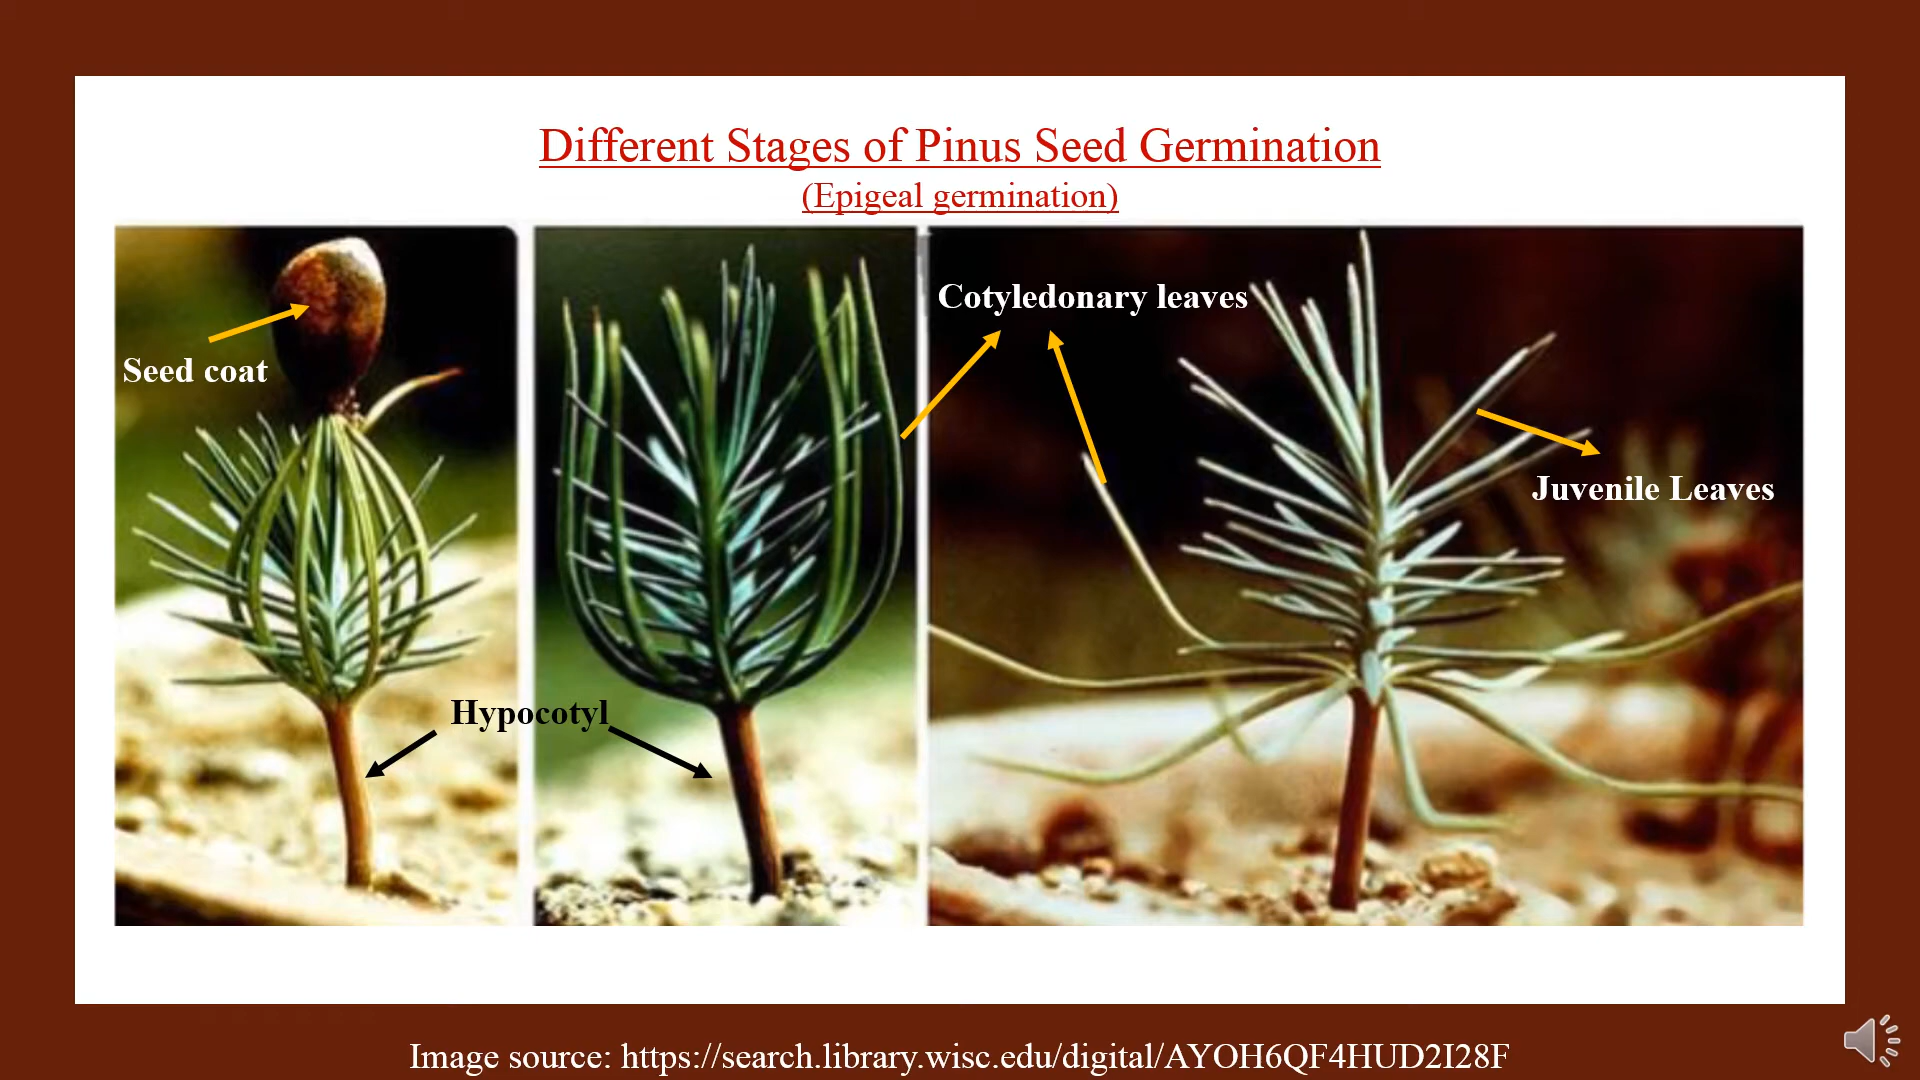 Different Stages of Pinus Seed Germination
(Epigeal germination)
Cotyledonary leaves
Seed coat
Juvenile Leaves
Hypocotyl
Image source: https://search.library.wisc.edu/digital/AYOH6QF4HUD2I28F